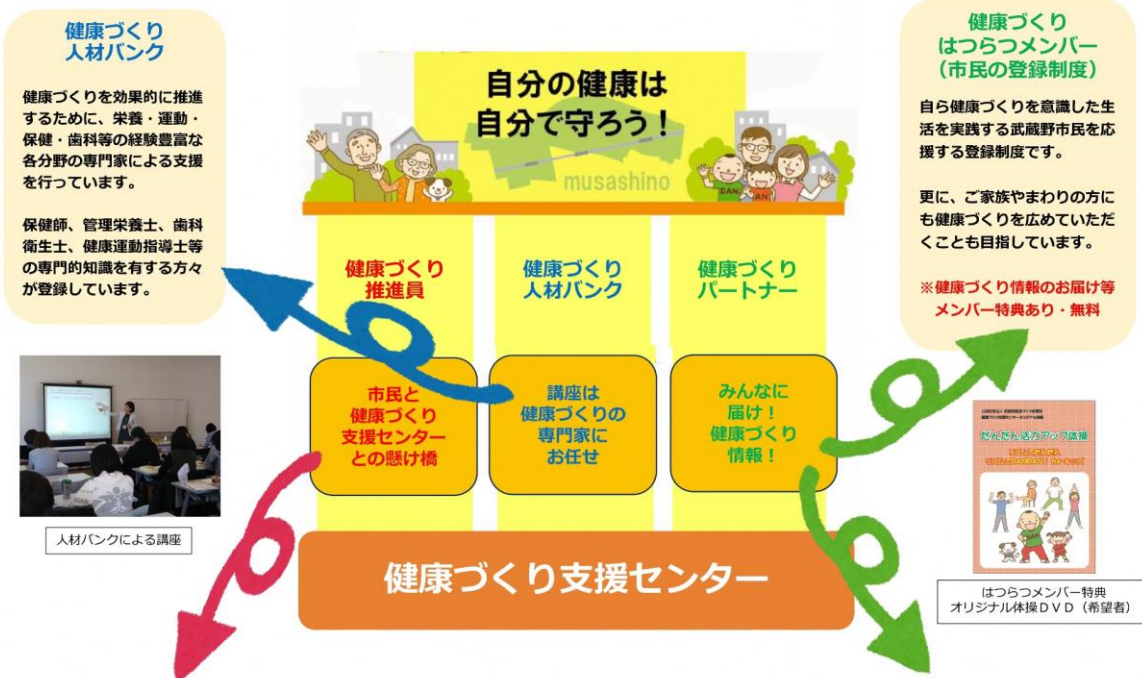 健康づくり
人材バンク
健康づくりを効果的に推進
するために、栄養・運動・
保健・歯科等の経験豊富な
各分野の専門家による支援
を行っています。
保健師、管理栄養士、歯科
衛生士、健康運動指導士等
の専門的知識を有する方々
が登録しています。
人材バンクによる講座
自分の健康は
自分で守ろう！
musashino
DAN
DAN
健康づくり
推進員
健康づくり
人材バンク
健康づくり
パートナー
市民と
健康づくり
支援センター
との懸け橋
講座は
健康づくりの
専門家に
お任せ
みんなに
届け！
健康づくり
情報！
健康づくり支援センター
健康づくり
はつらつメンバー
（市民の登録制度）
自ら健康づくりを意識した生
活を実践する武蔵野市民を応
援する登録制度です。
更に、ご家族やまわりの方に
も健康づくりを広めていただ
くことも目指しています。
※健康づくり情報のお届け等
メンバー特典あり・無料
だんだん活力アップ体操
はつらつメンバー特典
オリジナル体操ＤＶＤ（希望者）